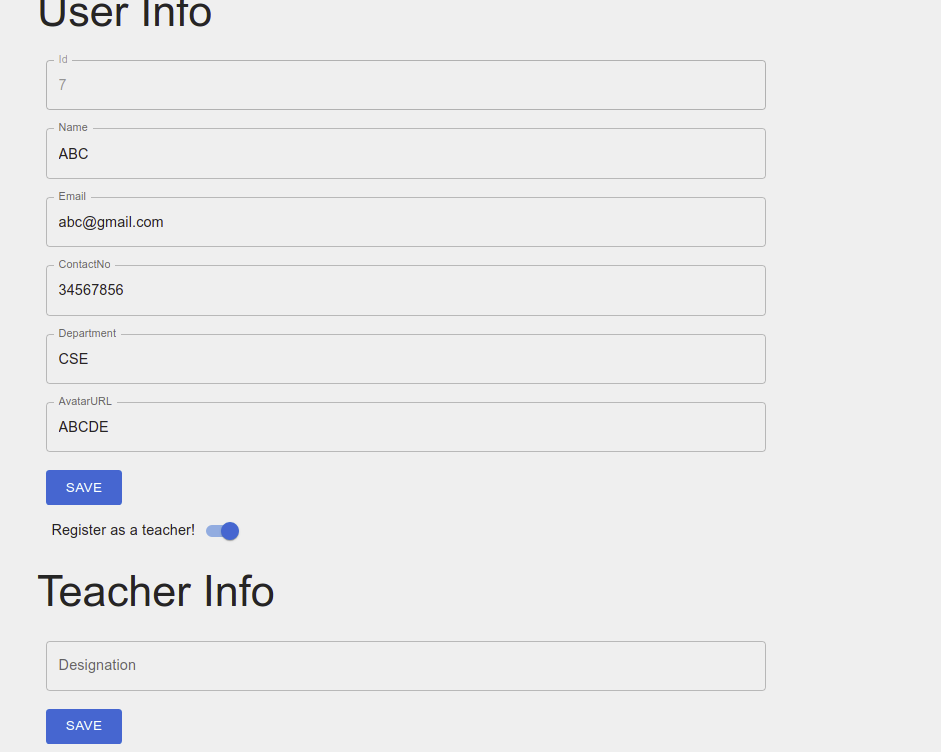 User Info
Id
7
Name
ABC
Email
abc@gmail.com
ContactNo
34567856
Department
CSE
AvatarURL
ABCDE
SAVE
Register as a teacher!
Teacher Info
Designation
SAVE